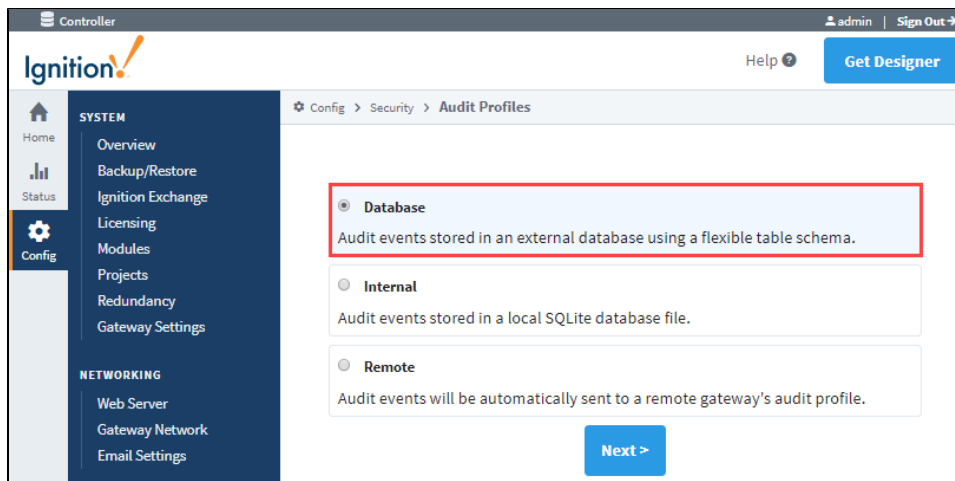 Controller
admin | Sign Out
Ignition!
Help
Get Designer
Home
Status
Config
SYSTEM
Overview
Backup/Restore
Ignition Exchange
Licensing
Modules
Projects
Redundancy
Gateway Settings
NETWORKING
Web Server
Gateway Network
Email Settings
Config > Security > Audit Profiles
Database
Audit events stored in an external database using a flexible table schema.
Internal
Audit events stored in a local SQLite database file.
Remote
Audit events will be automatically sent to a remote gateway's audit profile.
Next >